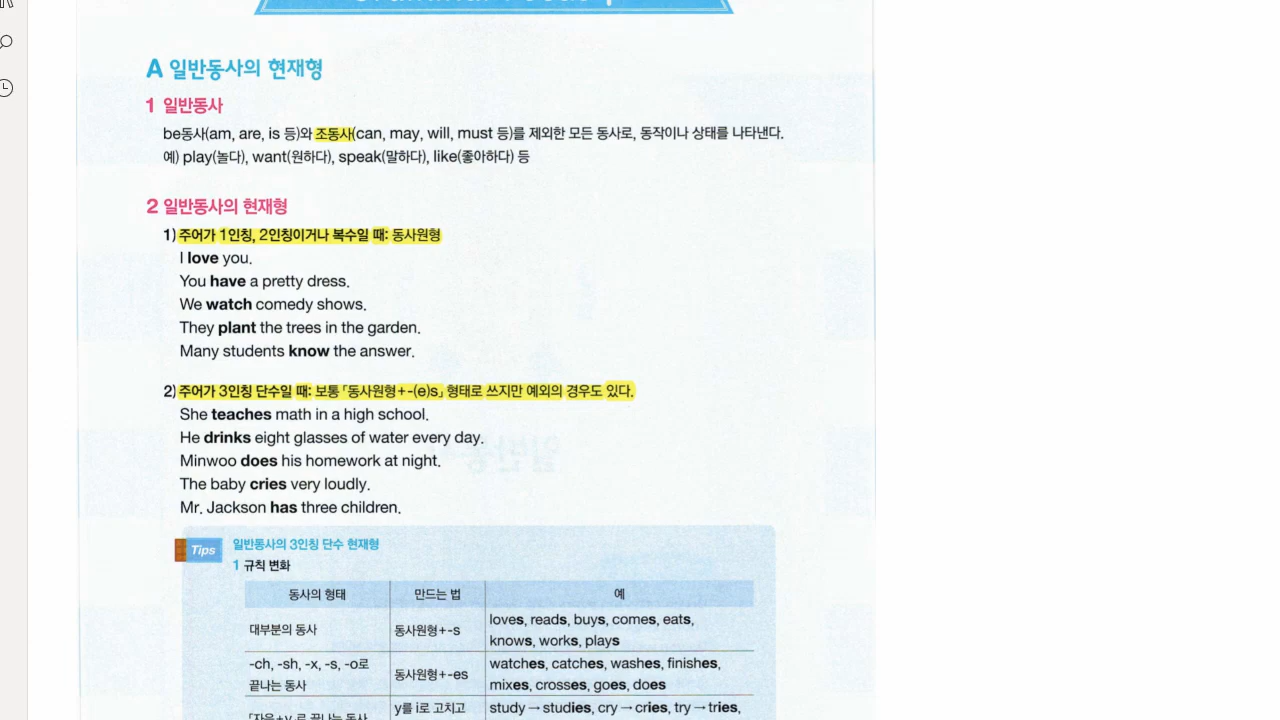 A 일반동사의 현재형
1 일반동사
be동사(am, are, is 등)와 조동사(can, may, will, must 등)를 제외한 모든 동사로, 동작이나 상태를 나타낸다.
예) play(놀다), want(원하다), speak(말하다), like(좋아하다) 등
2 일반동사의 현재형
1) 주어가 1인칭, 2인칭이거나 복수일 때: 동사원형
I love you.
You have a pretty dress.
We watch comedy shows.
They plant the trees in the garden.
Many students know the answer.
2) 주어가 3인칭 단수일 때: 보통 「동사원형+-(e)s」 형태로 쓰지만 예외의 경우도 있다.
She teaches math in a high school.
He drinks eight glasses of water every day.
Minwoo does his homework at night.
The baby cries very loudly.
Mr. Jackson has three children.
Tips 일반동사의 3인칭 단수 현재형
1 규칙 변화
동사의 형태 만드는 법 예
대부분의 동사 동사원형+-s loves, reads, buys, comes, eats,
knows, works, plays
-ch, -sh, -x, -s, -o로 끝나는 동사 동사원형+-es watches, catches, washes, finishes,
mixes, crosses, goes, does
「자음+y」로 끝나는 동사 y를 i로 고치고 study → studies, cry → cries, try → tries,